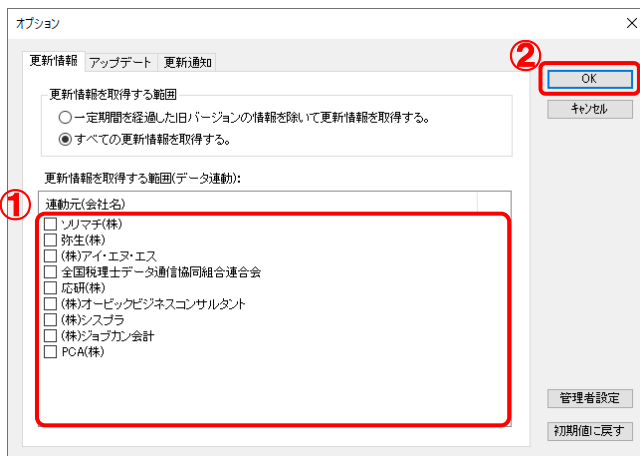 オプション
更新情報 アップデート 更新通知
②
OK
キャンセル
更新情報を取得する範囲
一定期間を経過した旧バージョンの情報を除いて更新情報を取得する。
すべての更新情報を取得する。
更新情報を取得する範囲(データ連動):
①
連動元(会社名)
ソリマチ(株)
弥生(株)
(株)アイ・エヌ・エス
全国税理士データ通信協同組合連合会
応研(株)
(株)オービックビジネスコンサルタント
(株)シスプラ
(株)ジョブカン会計
PCA(株)
管理者設定
初期値に戻す